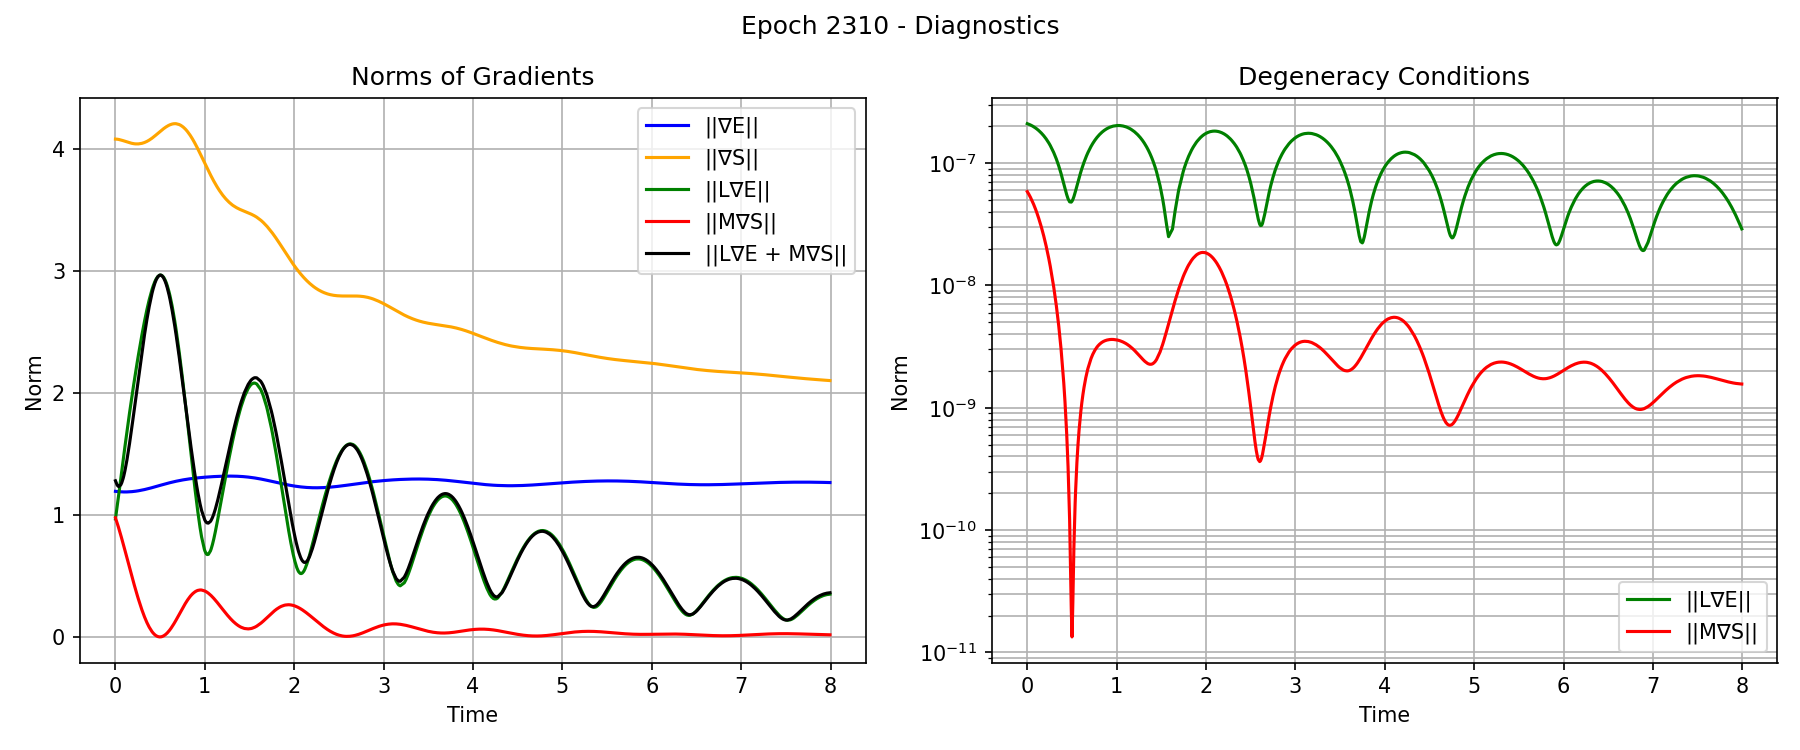 Epoch 2310 - Diagnostics
Norms of Gradients
Norm
4
3
2
1
0
||∇E||
||∇S||
||L∇E||
||M∇S||
||L∇E + M∇S||
0 1 2 3 4 5 6 7 8
Time
Degeneracy Conditions
Norm
10⁻⁷
10⁻⁸
10⁻⁹
10⁻¹⁰
10⁻¹¹
||L∇E||
||M∇S||
0 1 2 3 4 5 6 7 8
Time